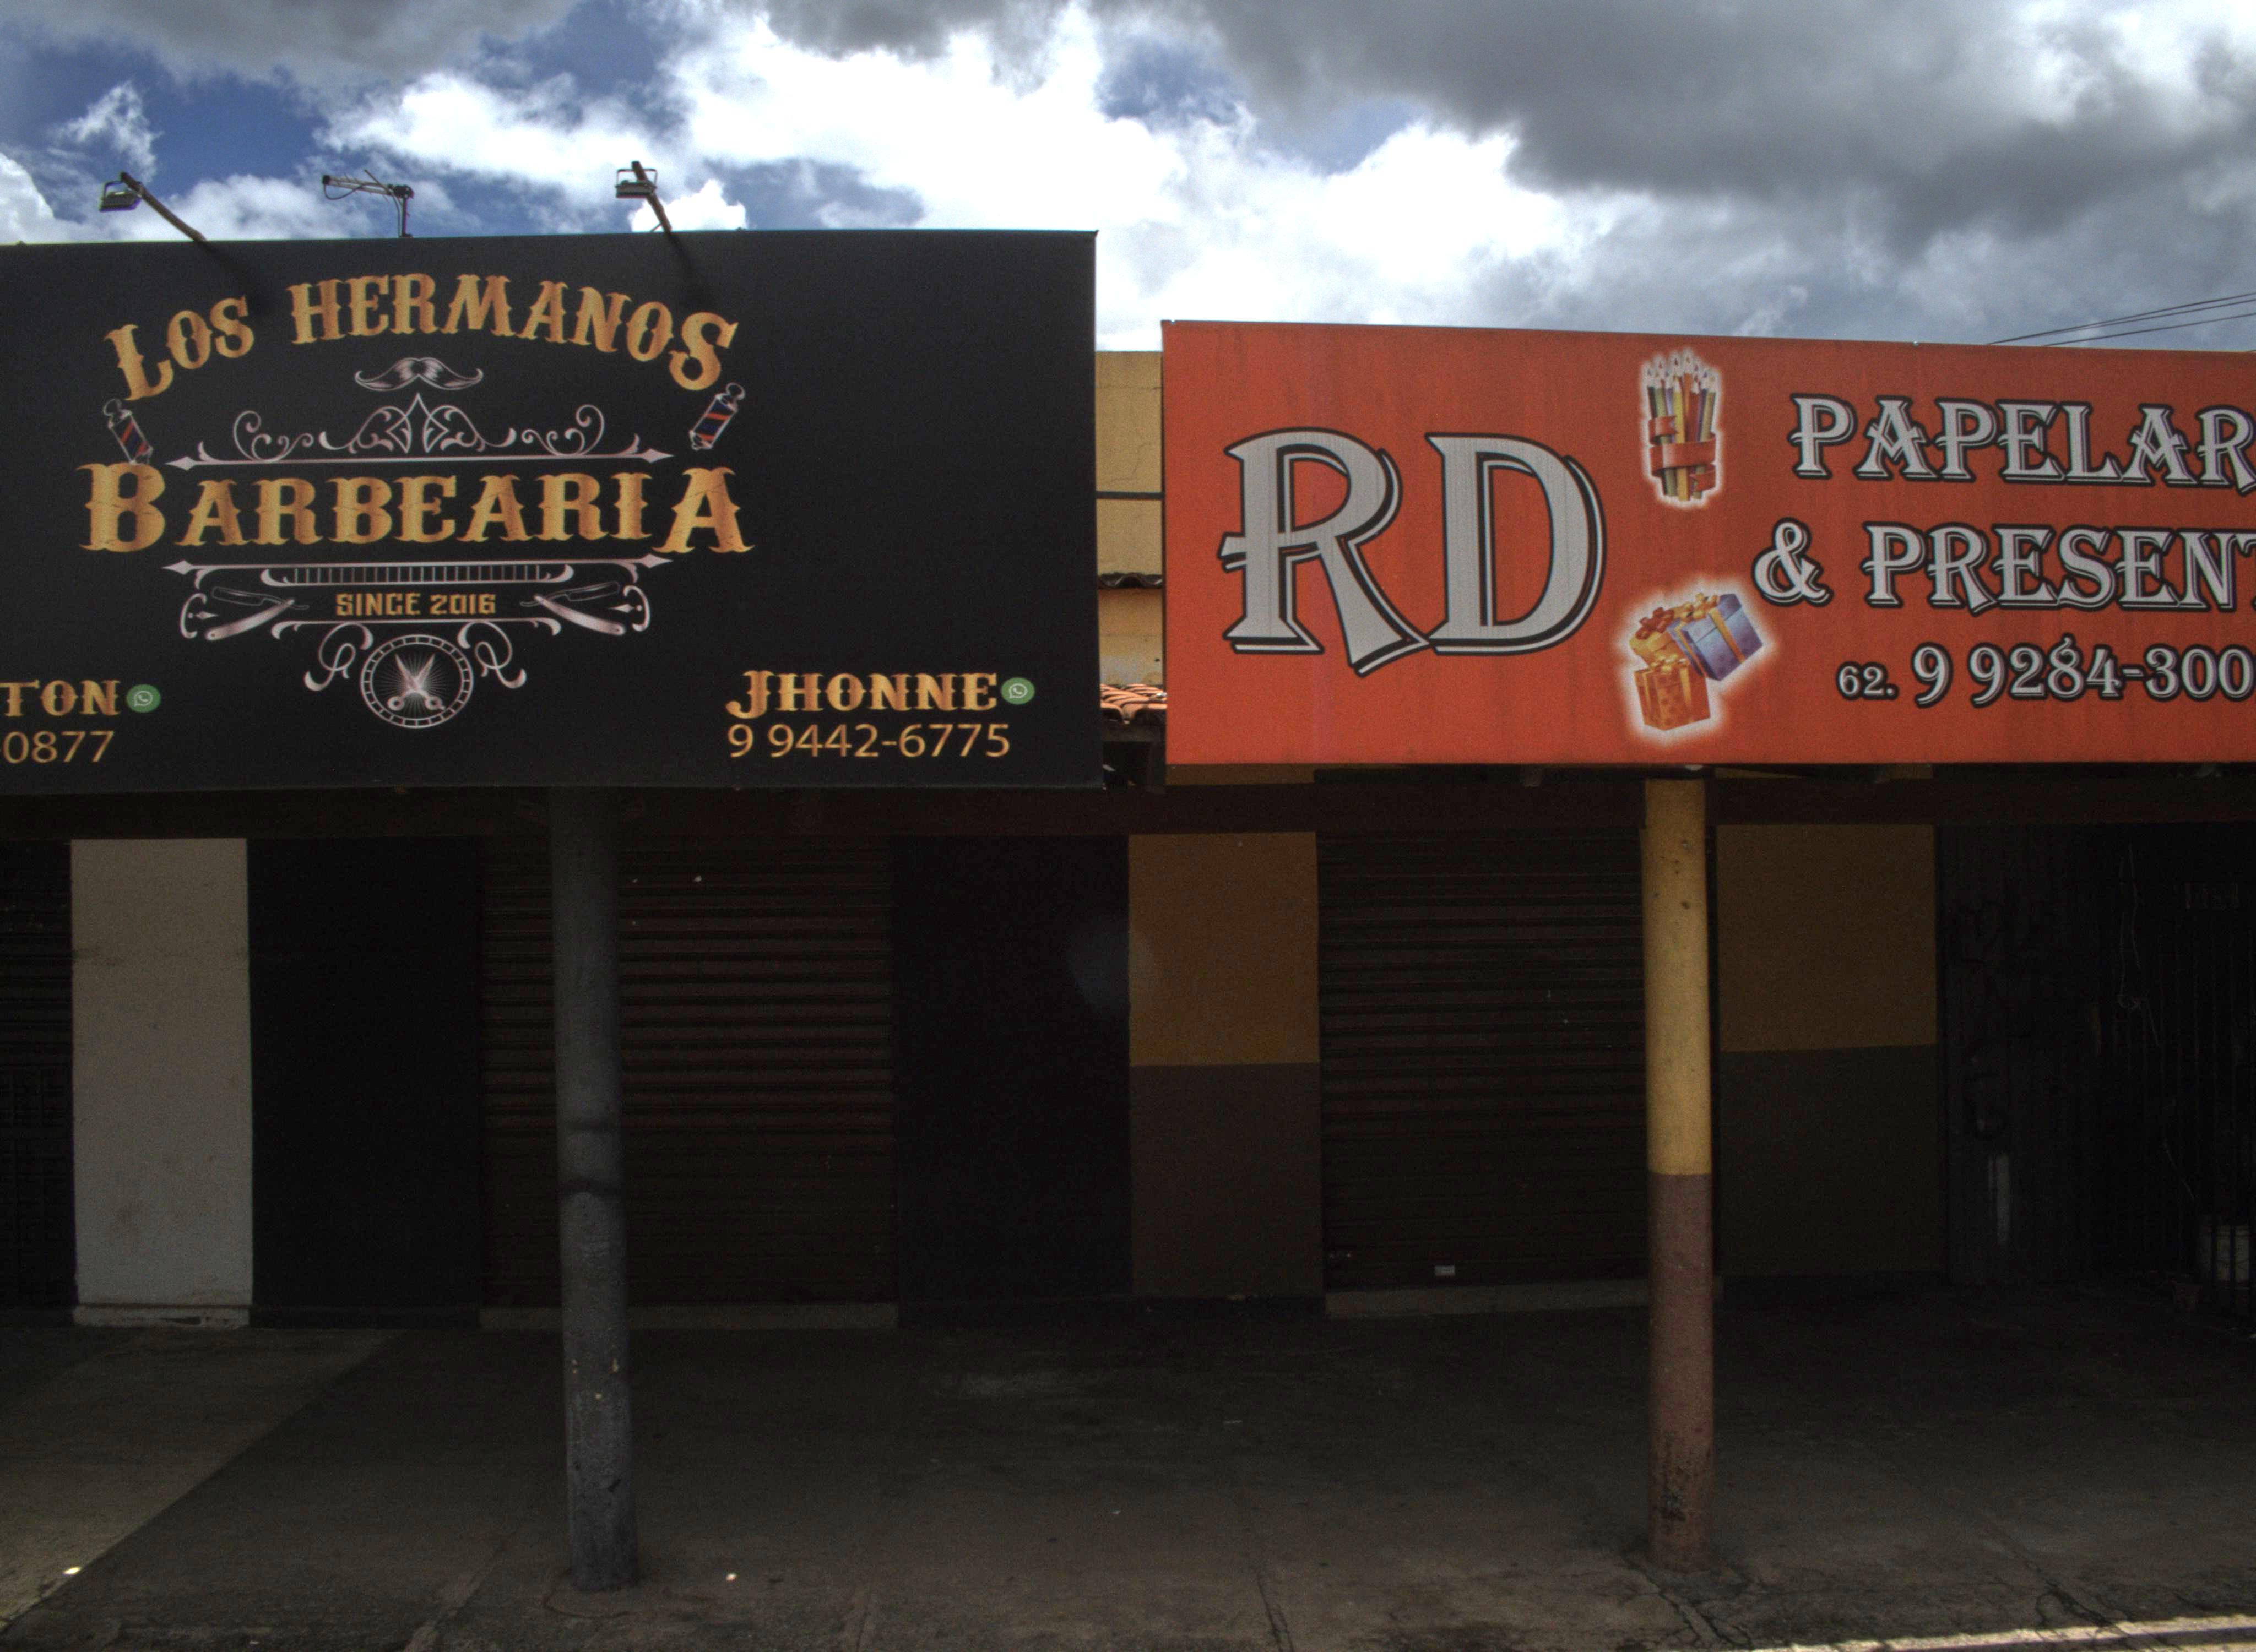 LOS HERMANOS
BARBEARIA
SINCE 2016
TON
0877
JHONNE
9 9442-6775
RD
PAPELAR
& PRESENT
62. 9 9284-300